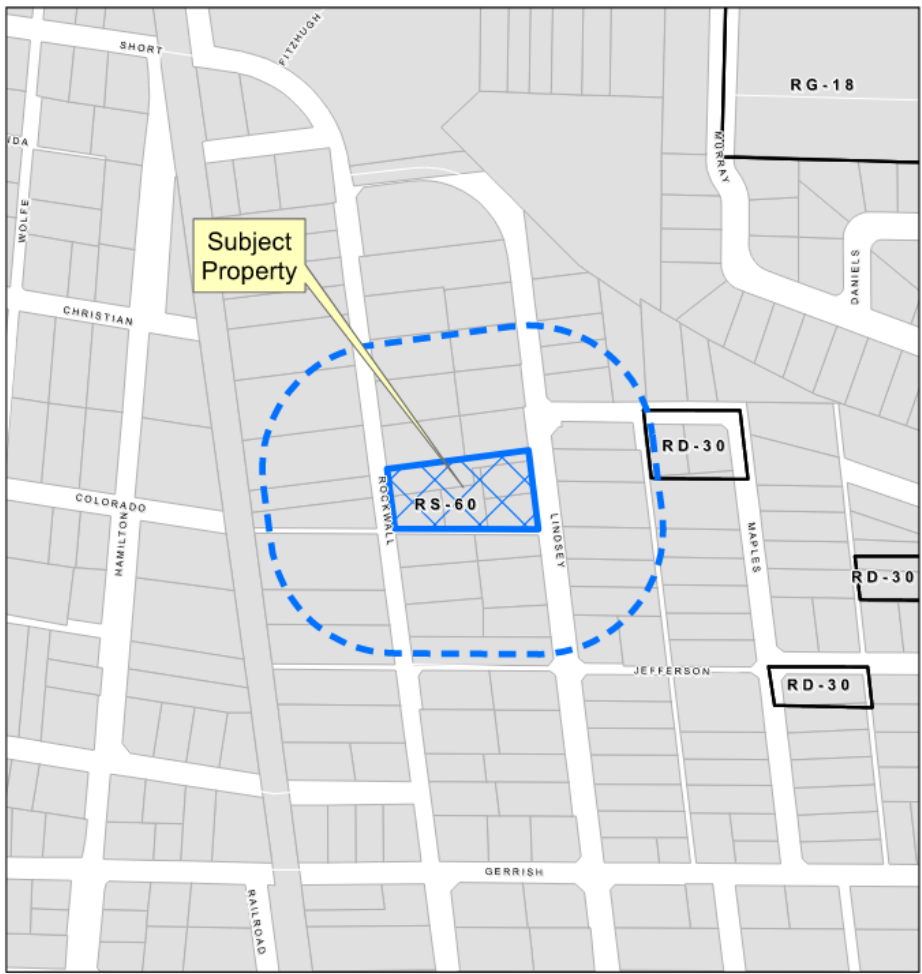 SHORT
FITZHUGH
RG-18
IDA
MURRAY
WOLFE
Subject
Property
DANIELS
CHRISTIAN
RD-30
COLORADO
HAMILTON
ROCKWALL
RS-60
LINDSEY
MAPLES
RD-30
JEFFERSON
RD-30
GERRISH
RAILROAD